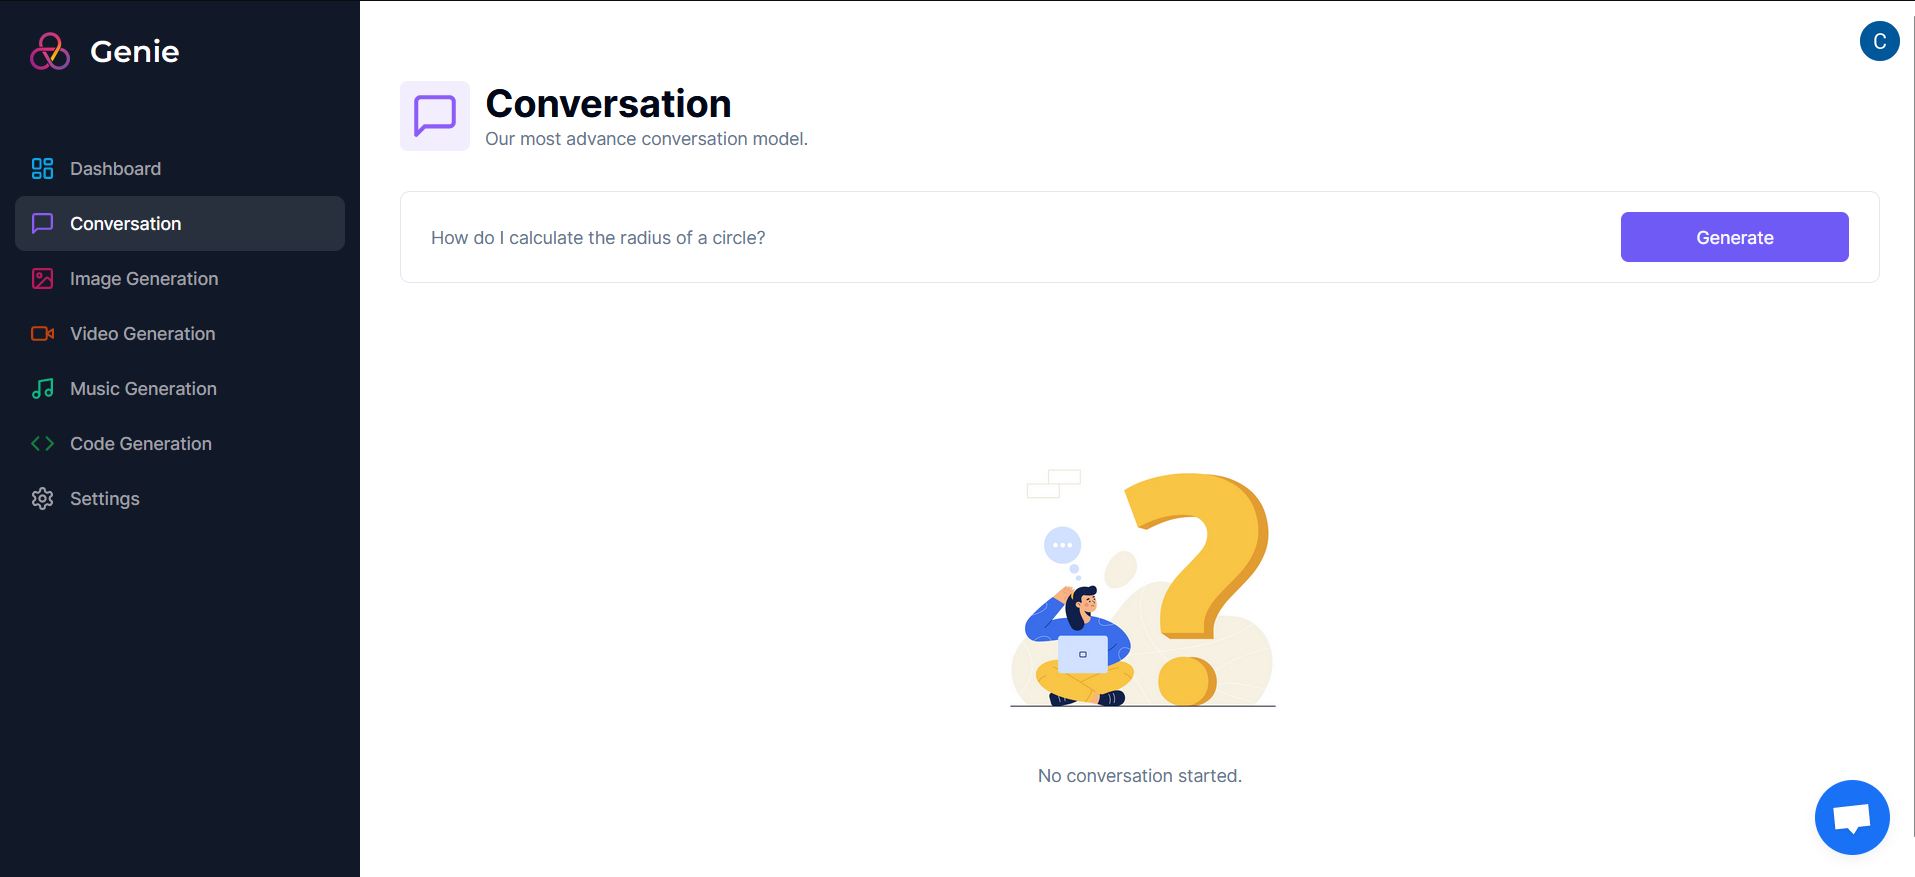 Genie
Dashboard
Conversation
Image Generation
Video Generation
Music Generation
Code Generation
Settings
C
Conversation
Our most advance conversation model.
How do I calculate the radius of a circle?
Generate
No conversation started.